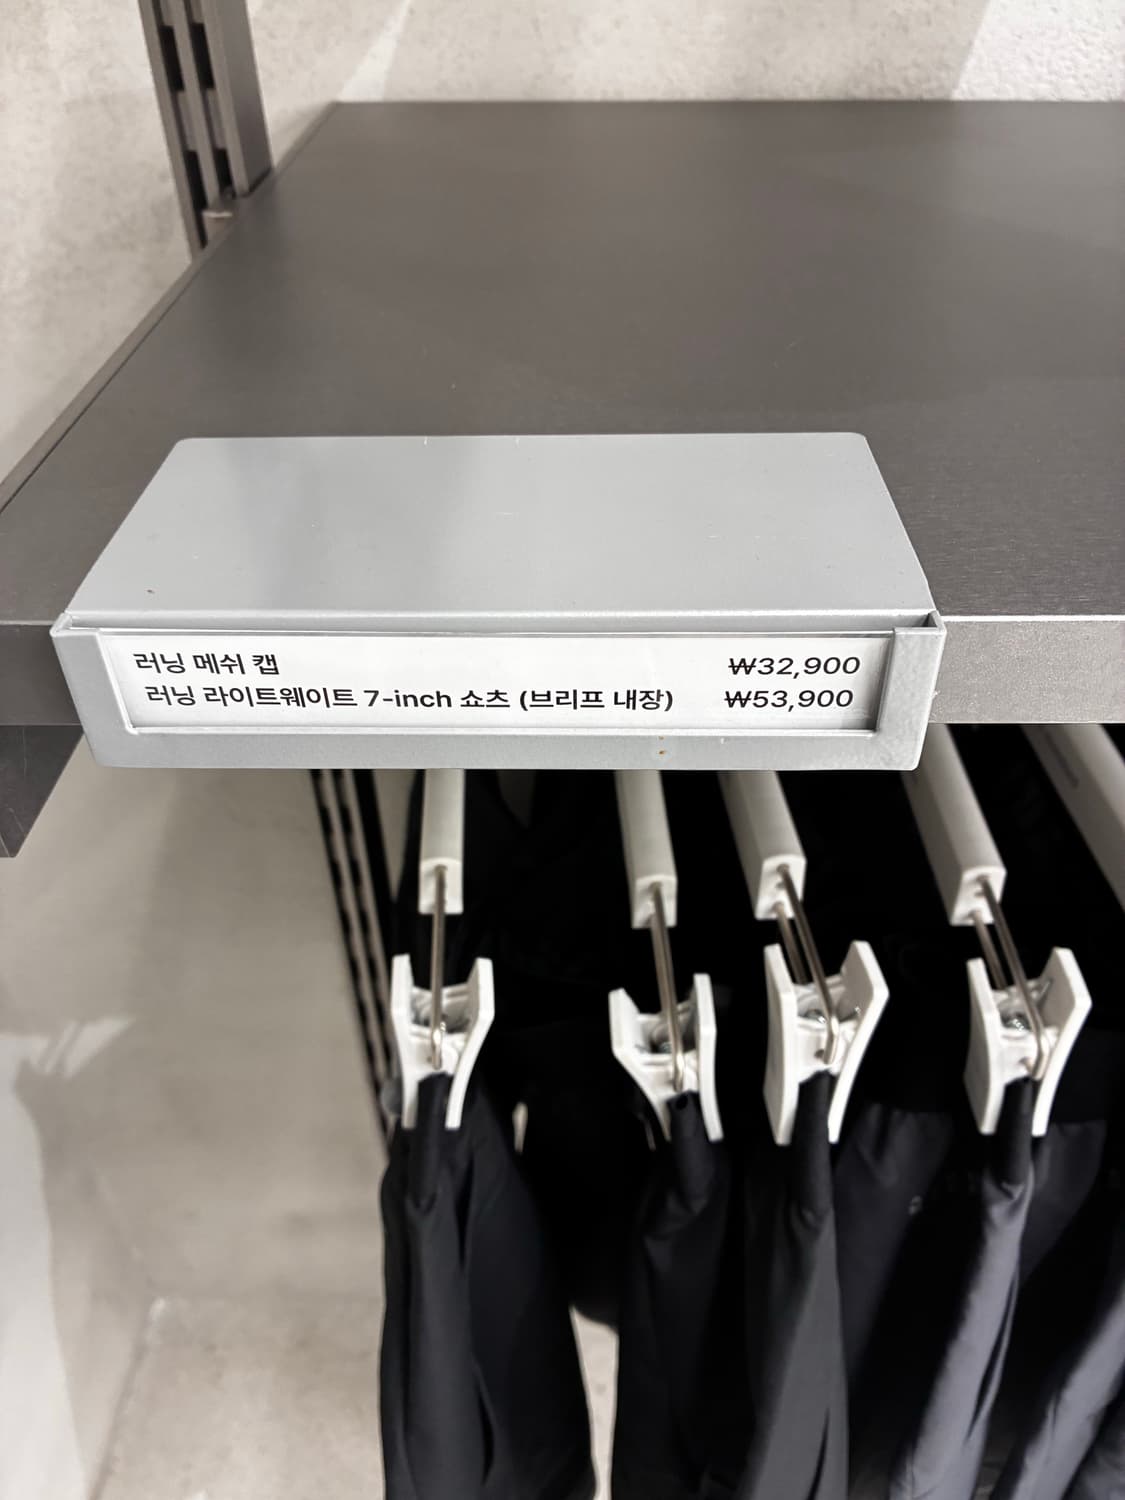 러닝 메쉬 캡 ₩32,900
러닝 라이트웨이트 7-inch 쇼츠 (브리프 내장) ₩53,900